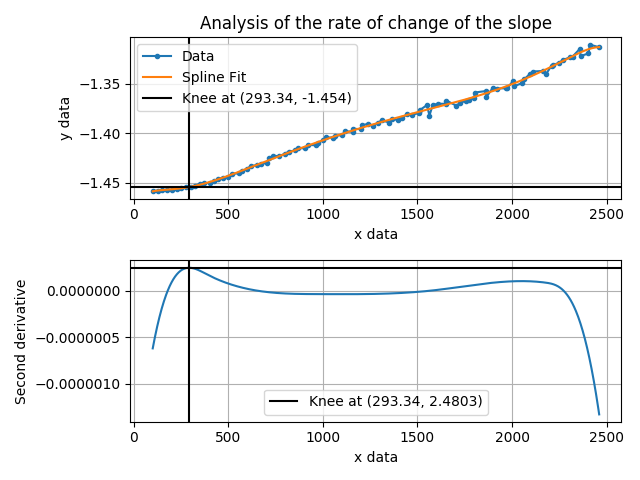 Analysis of the rate of change of the slope
Data
Spline Fit
Knee at (293.34, -1.454)
y data
−1.35
−1.40
−1.45
0 500 1000 1500 2000 2500
x data
Second derivative
0.0000000
−0.0000005
−0.0000010
Knee at (293.34, 2.4803)
0 500 1000 1500 2000 2500
x data